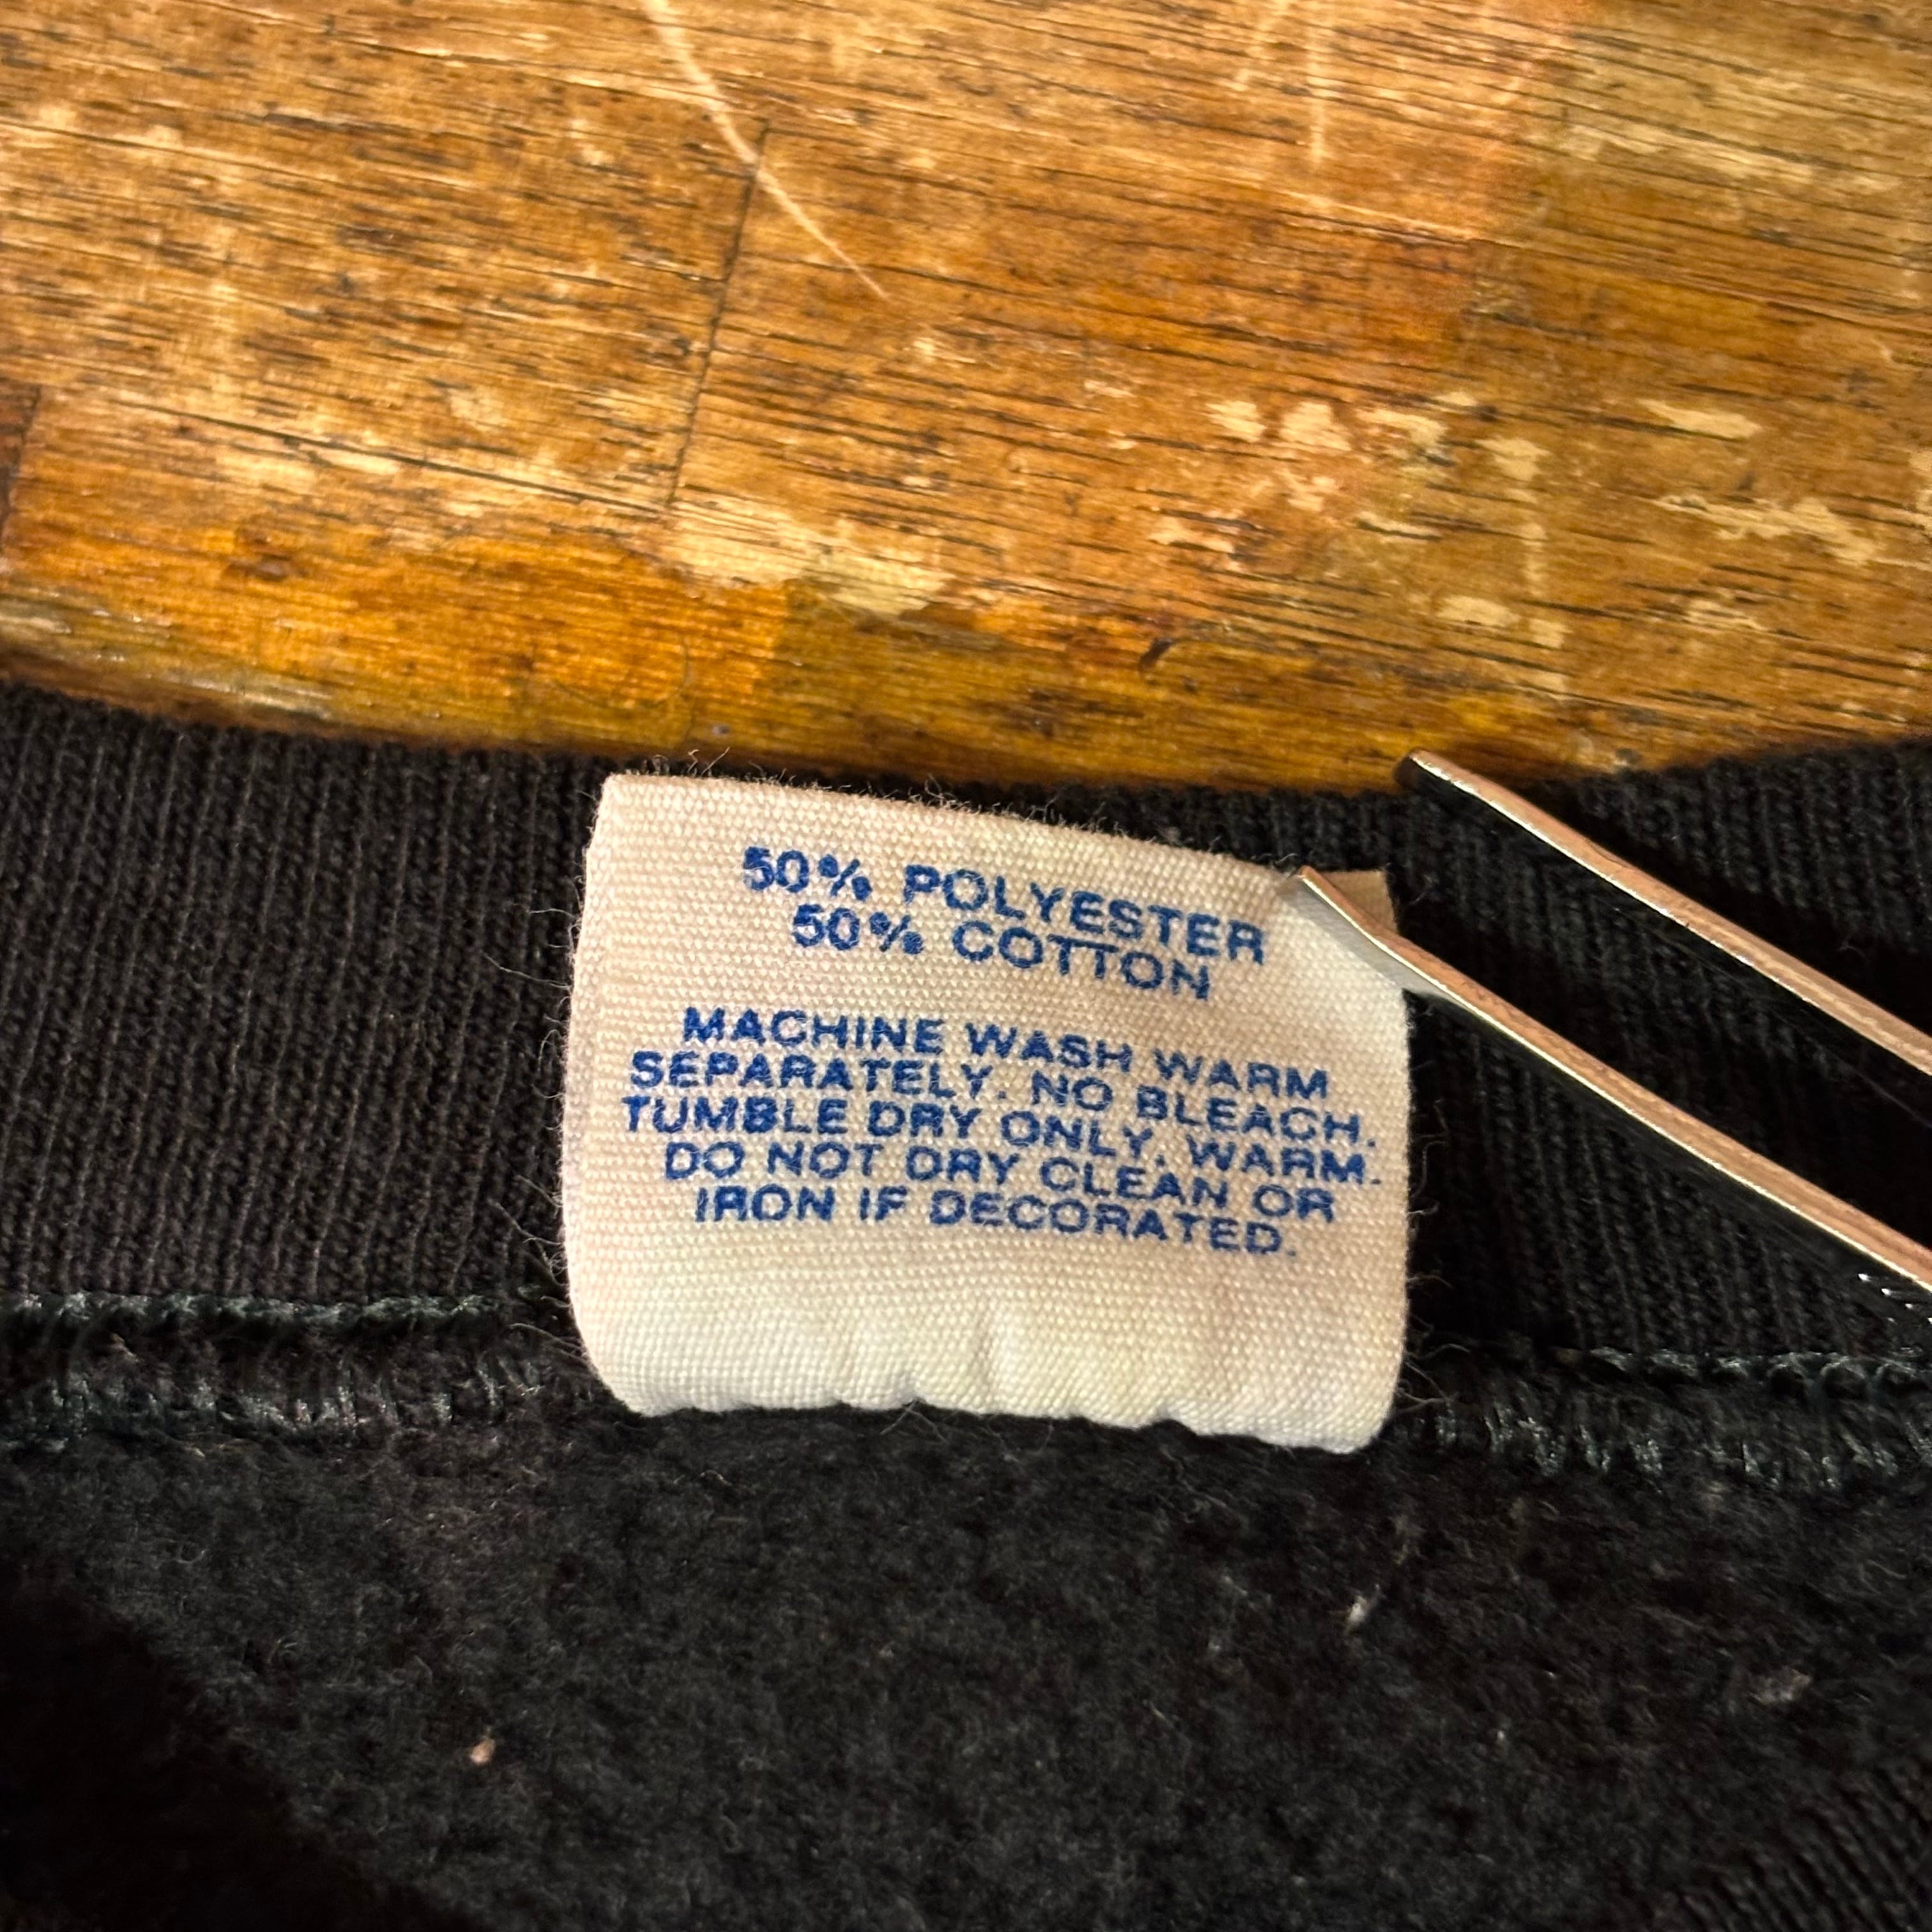 50% POLYESTER
50% COTTON
MACHINE WASH WARM
SEPARATELY. NO BLEACH.
TUMBLE DRY ONLY, WARM.
DO NOT DRY CLEAN OR
IRON IF DECORATED.